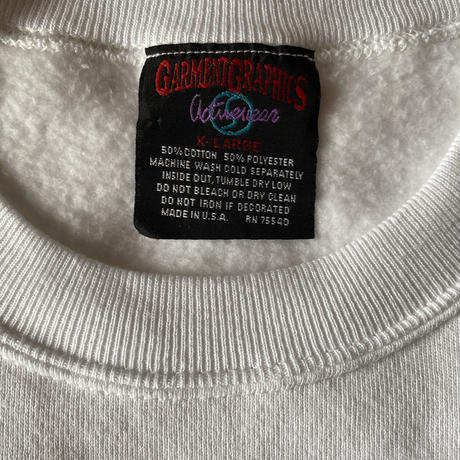 GARMENT GRAPHICS
Activewear
X-LARGE
50% COTTON 50% POLYESTER
MACHINE WASH COLD SEPARATELY
INSIDE OUT, TUMBLE DRY LOW
DO NOT BLEACH OR DRY CLEAN
DO NOT IRON IF DECORATED
MADE IN U.S.A. RN 75540